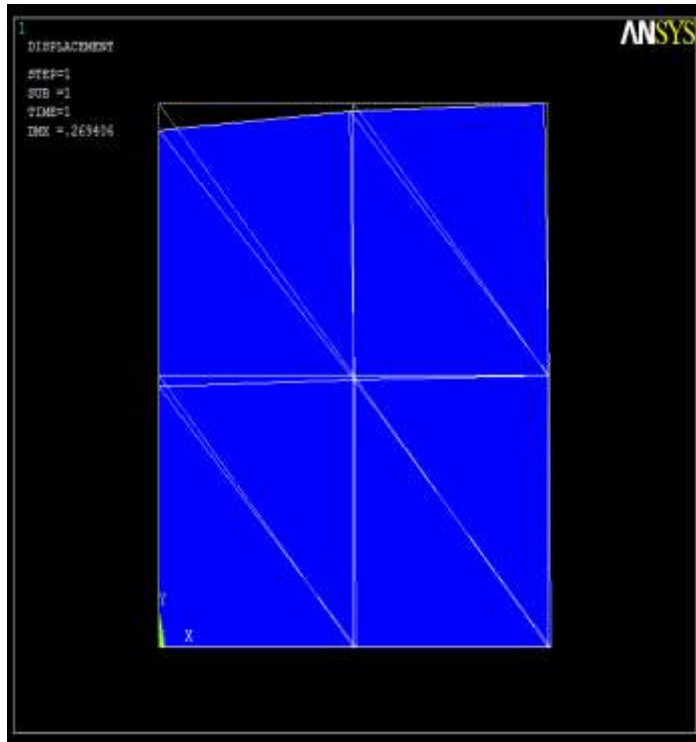 1
DISPLACEMENT
STEP=1
SUB =1
TIME=1
DMX =.269406
ANSYS
Y
X